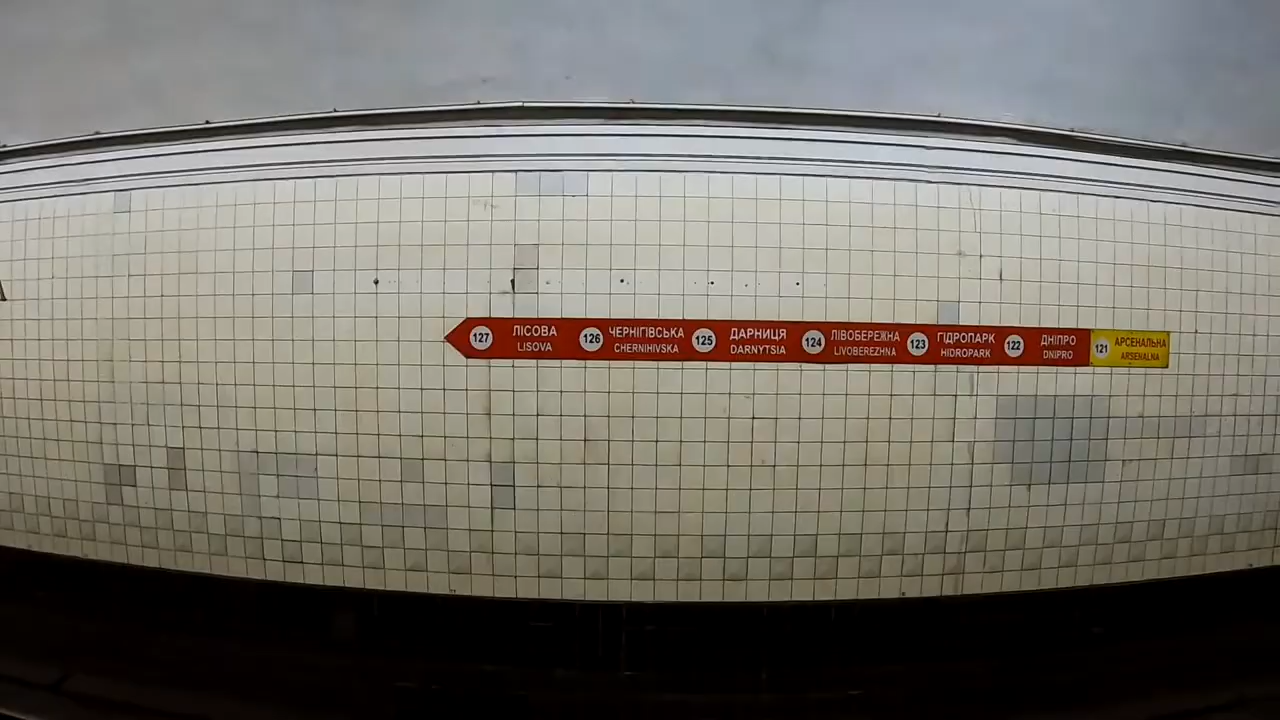 127 ЛІСОВА
LISOVA
126 ЧЕРНІГІВСЬКА
CHERNIHIVSKA
125 ДАРНИЦЯ
DARNYTSIA
124 ЛІВОБЕРЕЖНА
LIVOBEREZHNA
123 ГІДРОПАРК
HIDROPARK
122 ДНІПРО
DNIPRO
121 АРСЕНАЛЬНА
ARSENALNA